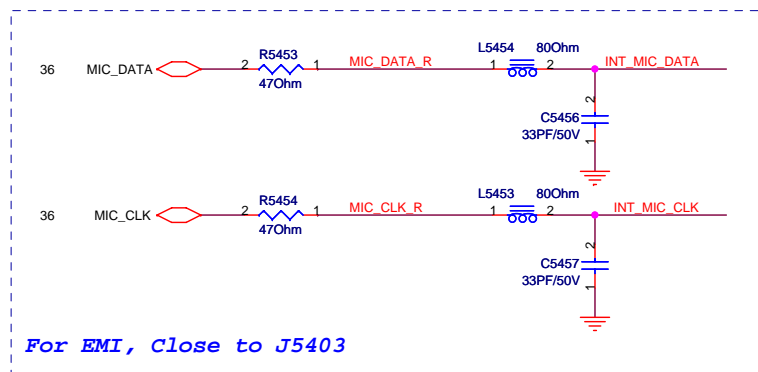 R5453 L5454 80Ohm
36 MIC_DATA 2 1 MIC_DATA_R 1 2 INT_MIC_DATA
47Ohm
2
C5456
33PF/50V
1
R5454 L5453 80Ohm
36 MIC_CLK 2 1 MIC_CLK_R 1 2 INT_MIC_CLK
47Ohm
2
C5457
33PF/50V
1
For EMI, Close to J5403